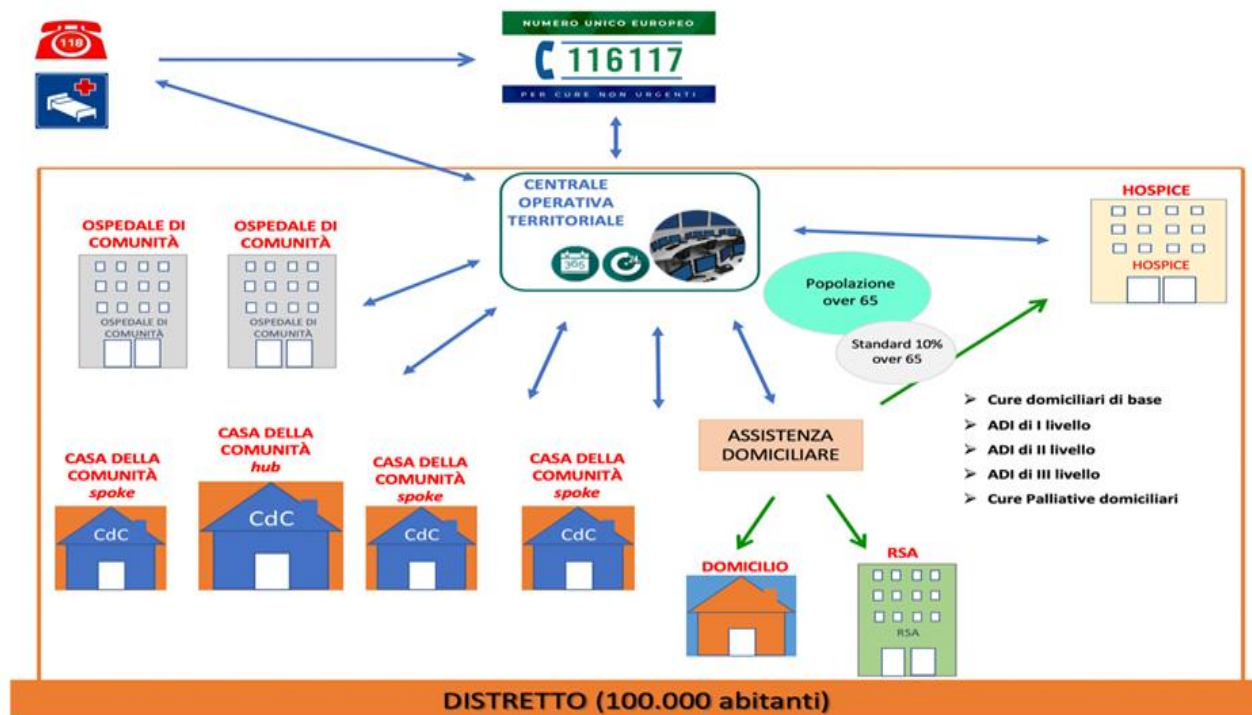 118
NUMERO UNICO EUROPEO
116117
PER CURE NON URGENTI
CENTRALE
OPERATIVA
TERRITORIALE
365
OSPEDALE DI
COMUNITÀ
OSPEDALE DI
COMUNITÀ
OSPEDALE DI
COMUNITÀ
OSPEDALE DI
COMUNITÀ
HOSPICE
HOSPICE
Popolazione
over 65
Standard 10%
over 65
CASA DELLA
COMUNITÀ
spoke
CdC
CASA DELLA
COMUNITÀ
hub
CdC
CASA DELLA
COMUNITÀ
spoke
CdC
CASA DELLA
COMUNITÀ
spoke
CdC
ASSISTENZA
DOMICILIARE
➢ Cure domiciliari di base
➢ ADI di I livello
➢ ADI di II livello
➢ ADI di III livello
➢ Cure Palliative domiciliari
DOMICILIO
RSA
RSA
DISTRETTO (100.000 abitanti)